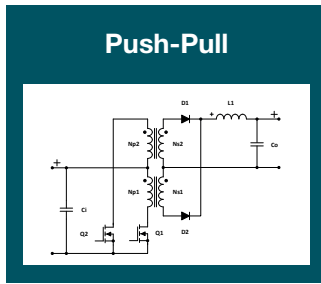 Push-Pull
D1
L1
+
+
Np2
Ns2
Co
+
Np1
Ns1
Ci
Q2
Q1
D2